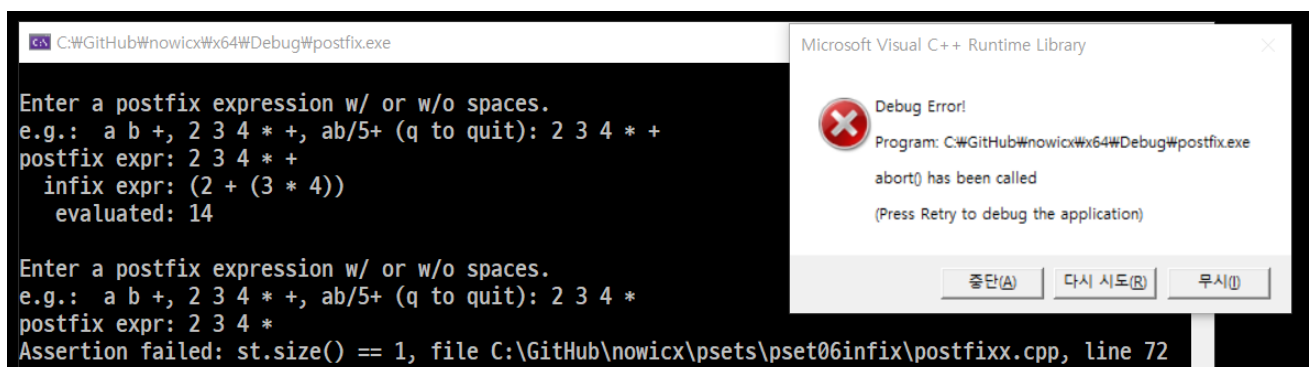 C:₩GitHub₩nowicx₩x64₩Debug₩postfix.exe
Enter a postfix expression w/ or w/o spaces.
e.g.:  a b +, 2 3 4 * +, ab/5+ (q to quit): 2 3 4 * +
postfix expr: 2 3 4 * +
  infix expr: (2 + (3 * 4))
   evaluated: 14
Enter a postfix expression w/ or w/o spaces.
e.g.:  a b +, 2 3 4 * +, ab/5+ (q to quit): 2 3 4 *
postfix expr: 2 3 4 *
Assertion failed: st.size() == 1, file C:\GitHub\nowicx\psets\pset06infix\postfixx.cpp, line 72
Microsoft Visual C++ Runtime Library
Debug Error!
Program: C:₩GitHub₩nowicx₩x64₩Debug₩postfix.exe
abort() has been called
(Press Retry to debug the application)
중단(A) 다시 시도(R) 무시(I)